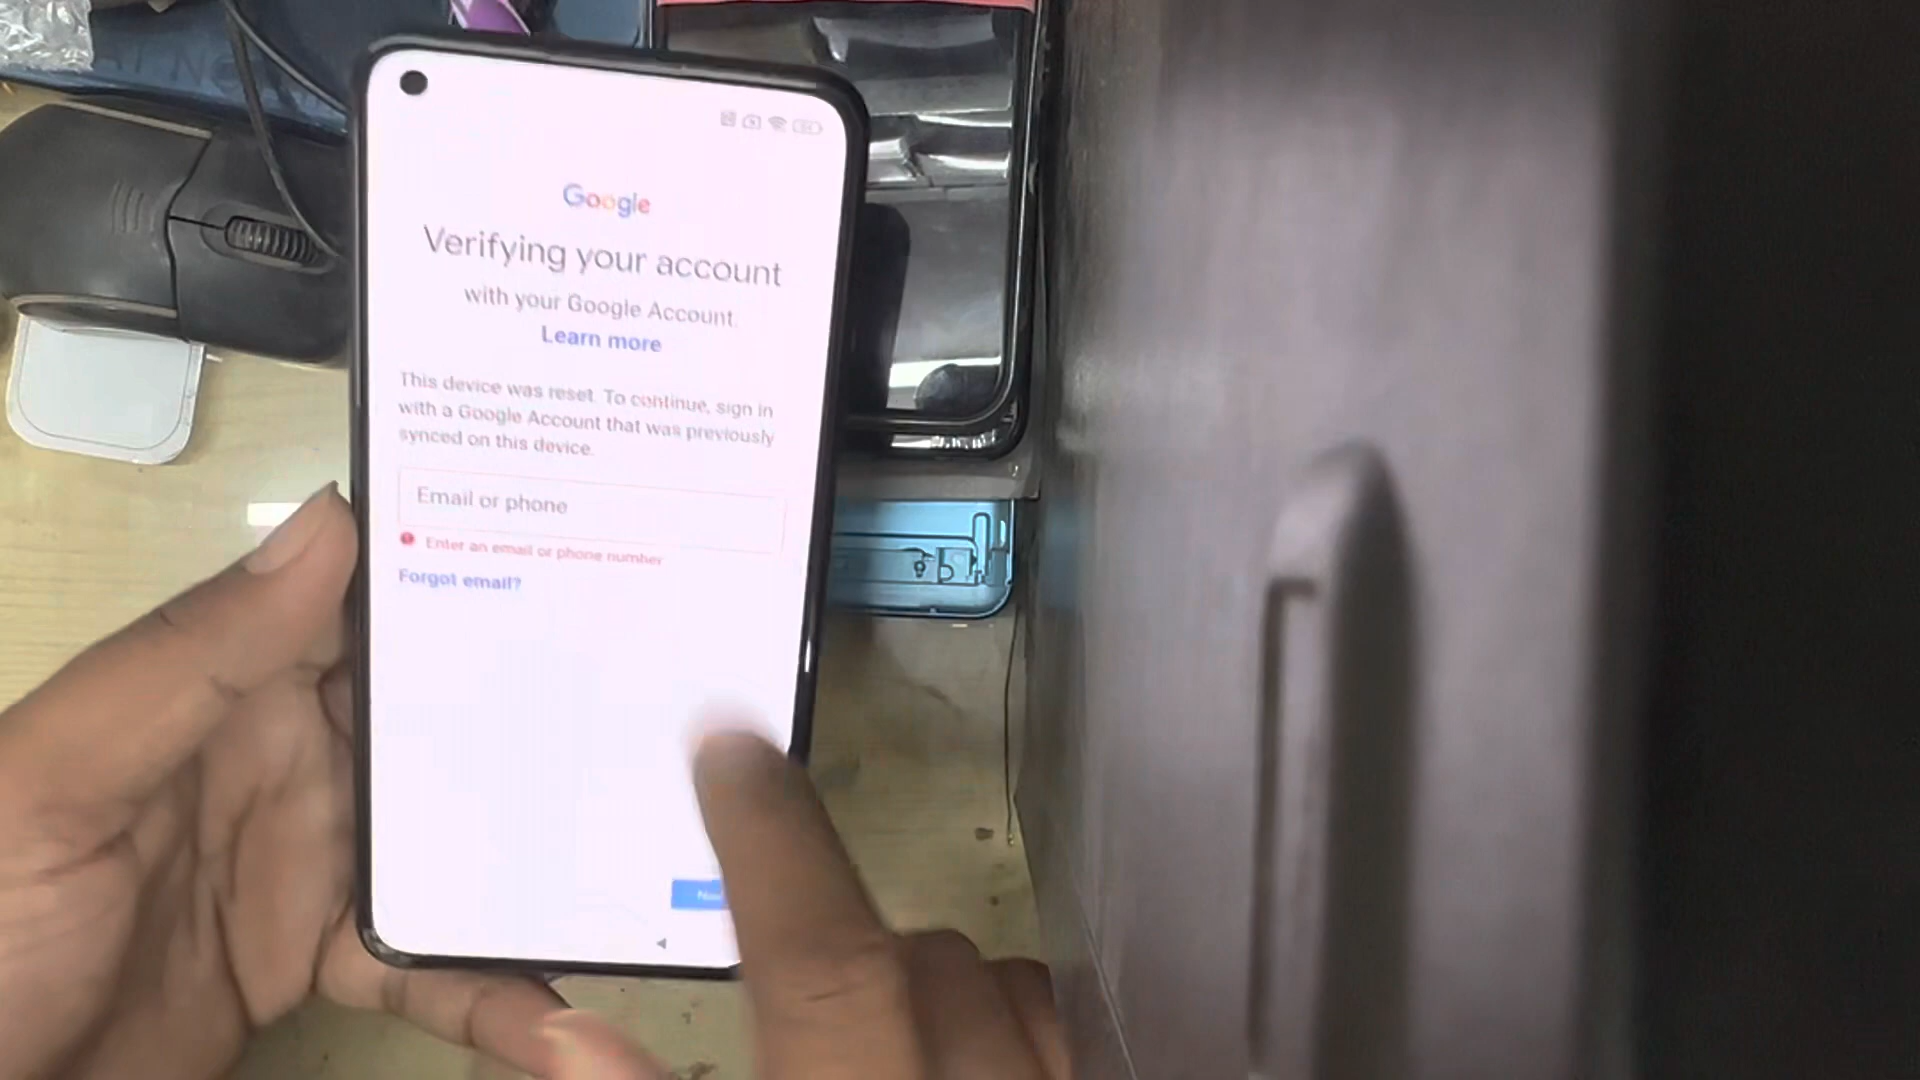 Google
Verifying your account
with your Google Account.
Learn more
This device was reset. To continue, sign in
with a Google Account that was previously
synced on this device.
Email or phone
Enter an email or phone number
Forgot email?